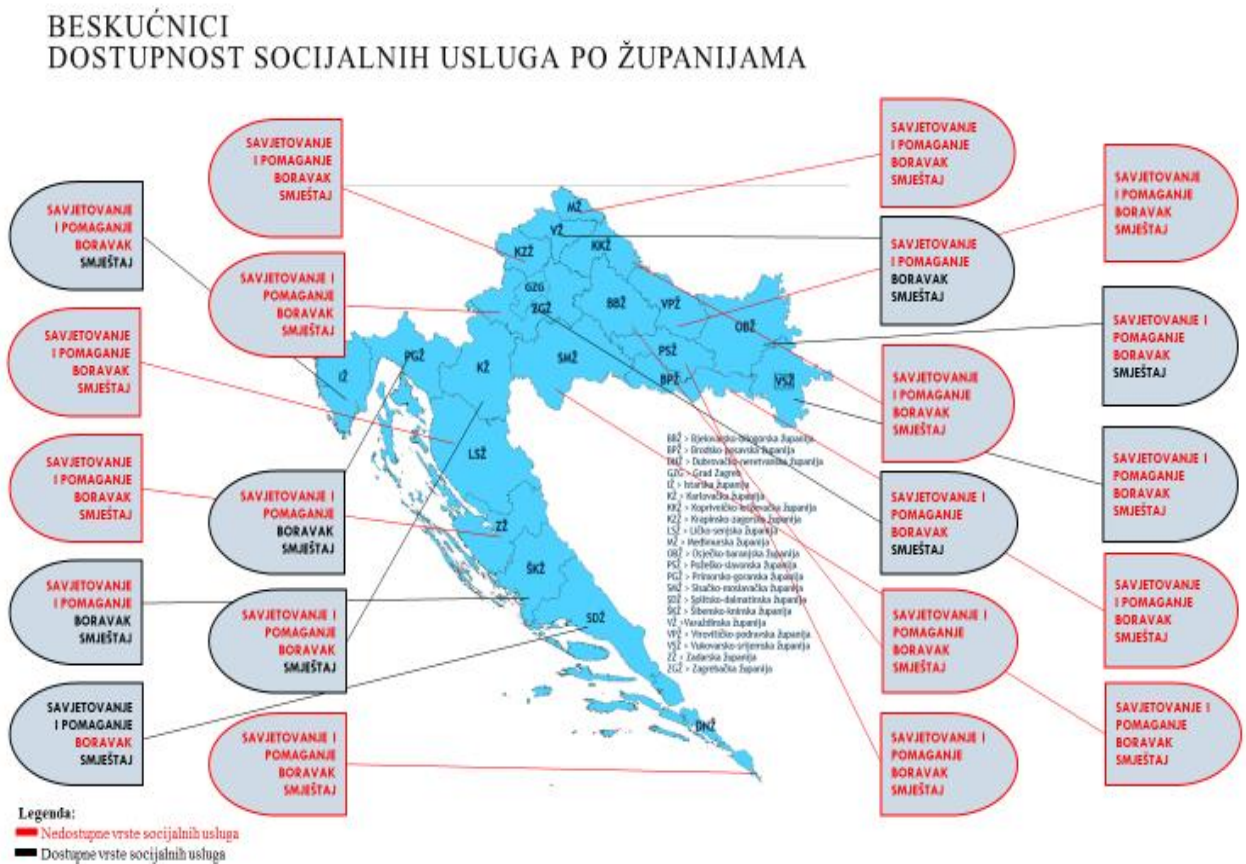 BESKUĆNICI
DOSTUPNOST SOCIJALNIH USLUGA PO ŽUPANIJAMA
SAVJETOVANJE
I POMAGANJE
BORAVAK
SMJEŠTAJ
SAVJETOVANJE
I POMAGANJE
BORAVAK
SMJEŠTAJ
SAVJETOVANJE I
POMAGANJE
BORAVAK
SMJEŠTAJ
SAVJETOVANJE
I POMAGANJE
BORAVAK
SMJEŠTAJ
SAVJETOVANJE
I POMAGANJE
BORAVAK
SMJEŠTAJ
SAVJETOVANJE I
POMAGANJE
BORAVAK
SMJEŠTAJ
SAVJETOVANJE
I POMAGANJE
BORAVAK
SMJEŠTAJ
SAVJETOVANJE I
POMAGANJE
BORAVAK
SMJEŠTAJ
SAVJETOVANJE
I POMAGANJE
BORAVAK
SMJEŠTAJ
SAVJETOVANJE I
POMAGANJE
BORAVAK
SMJEŠTAJ
MŽ
VŽ
KZŽ
KKŽ
GZG
ZGŽ
BBŽ
VPŽ
OBŽ
PGŽ
IŽ
KŽ
SMŽ
PSŽ
BPŽ
VSŽ
LSŽ
ZŽ
ŠKŽ
SDŽ
DNŽ
BBŽ > Bjelovarsko-bilogorska županija
BPŽ > Brodsko-posavska županija
DNŽ > Dubrovačko-neretvanska županija
GZG > Grad Zagreb
IŽ > Istarska županija
KŽ > Karlovačka županija
KKŽ > Koprivničko-križevačka županija
KZŽ > Krapinsko-zagorska županija
LSŽ > Ličko-senjska županija
MŽ > Međimurska županija
OBŽ > Osječko-baranjska županija
PSŽ > Požeško-slavonska županija
PGŽ > Primorsko-goranska županija
SMŽ > Sisačko-moslavačka županija
SDŽ > Splitsko-dalmatinska županija
ŠKŽ > Šibensko-kninska županija
VŽ > Varaždinska županija
VPŽ > Virovitičko-podravska županija
VSŽ > Vukovarsko-srijemska županija
ZŽ > Zadarska županija
ZGŽ > Zagrebačka županija
SAVJETOVANJE
I POMAGANJE
BORAVAK
SMJEŠTAJ
SAVJETOVANJE
I POMAGANJE
BORAVAK
SMJEŠTAJ
SAVJETOVANJE
I POMAGANJE
BORAVAK
SMJEŠTAJ
SAVJETOVANJE I
POMAGANJE
BORAVAK
SMJEŠTAJ
SAVJETOVANJE
I POMAGANJE
BORAVAK
SMJEŠTAJ
SAVJETOVANJE I
POMAGANJE
BORAVAK
SMJEŠTAJ
SAVJETOVANJE I
POMAGANJE
BORAVAK
SMJEŠTAJ
SAVJETOVANJE I
POMAGANJE
BORAVAK
SMJEŠTAJ
SAVJETOVANJE I
POMAGANJE
BORAVAK
SMJEŠTAJ
SAVJETOVANJE I
POMAGANJE
BORAVAK
SMJEŠTAJ
SAVJETOVANJE I
POMAGANJE
BORAVAK
SMJEŠTAJ
Legenda:
Nedostupne vrste socijalnih usluga
Dostupne vrste socijalnih usluga